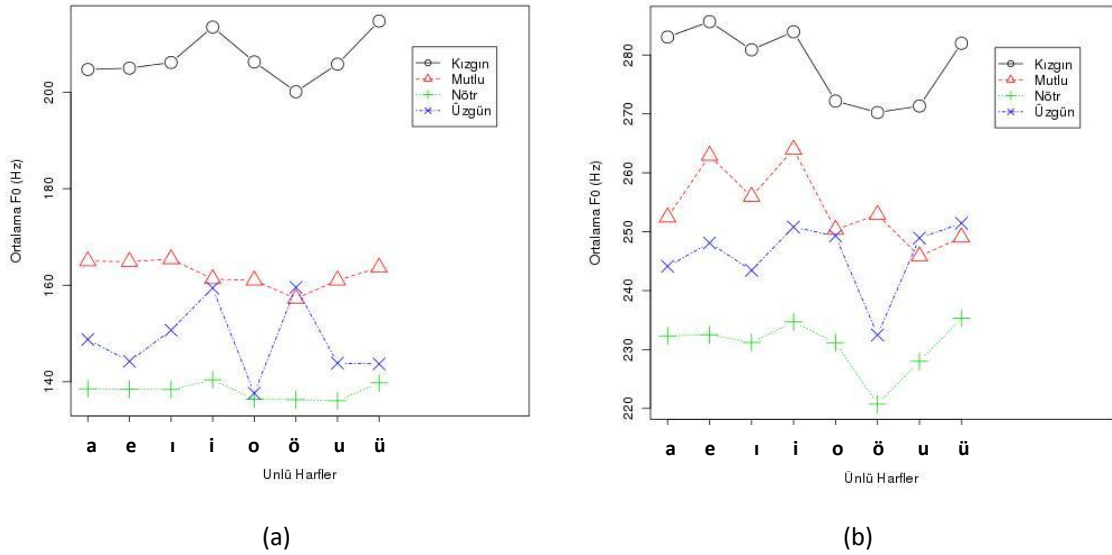 Ortalama F0 (Hz)
200
180
160
140
Kızgın
Mutlu
Nötr
Üzgün
a e ı i o ö u ü
Unlü Harfler
(a)
Ortalama F0 (Hz)
280
270
260
250
240
230
220
Kızgın
Mutlu
Nötr
Üzgün
a e ı i o ö u ü
Ünlü Harfler
(b)